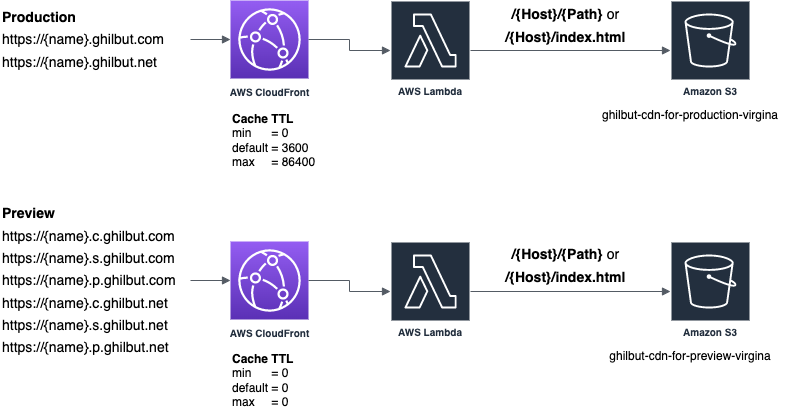 Production
https://{name}.ghilbut.com
https://{name}.ghilbut.net
AWS CloudFront
Cache TTL
min = 0
default = 3600
max = 86400
AWS Lambda
/{Host}/{Path} or
/{Host}/index.html
Amazon S3
ghilbut-cdn-for-production-virgina
Preview
https://{name}.c.ghilbut.com
https://{name}.s.ghilbut.com
https://{name}.p.ghilbut.com
https://{name}.c.ghilbut.net
https://{name}.s.ghilbut.net
https://{name}.p.ghilbut.net
AWS CloudFront
Cache TTL
min = 0
default = 0
max = 0
AWS Lambda
/{Host}/{Path} or
/{Host}/index.html
Amazon S3
ghilbut-cdn-for-preview-virgina